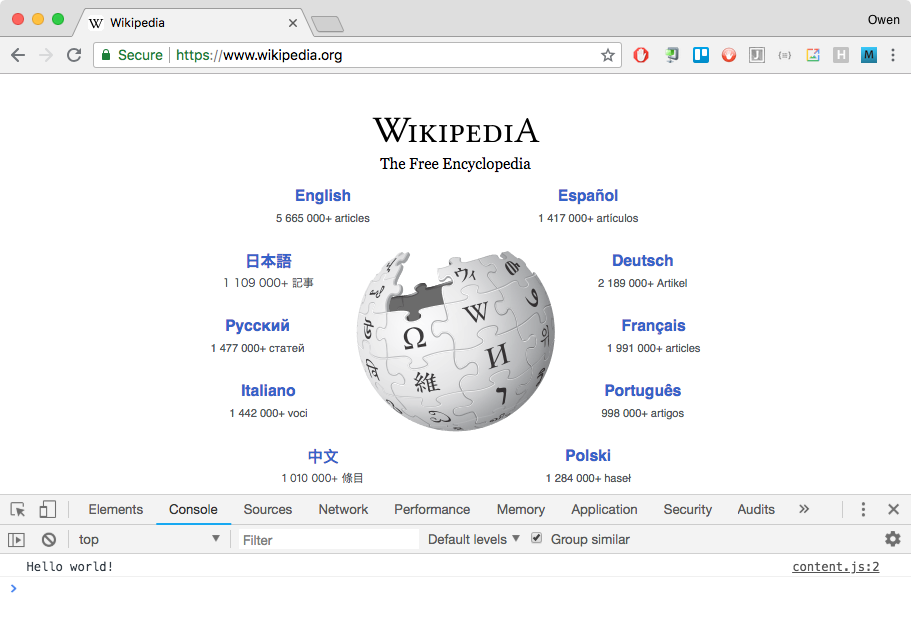 Wikipedia
Owen
Secure https://www.wikipedia.org
WIKIPEDIA
The Free Encyclopedia
English
5 665 000+ articles
Español
1 417 000+ artículos
日本語
1 109 000+ 記事
Deutsch
2 189 000+ Artikel
Русский
1 477 000+ статей
Français
1 991 000+ articles
Italiano
1 442 000+ voci
Português
998 000+ artigos
中文
1 010 000+ 條目
Polski
1 284 000+ haseł
Ω W И 維 ウィ 7
Elements Console Sources Network Performance Memory Application Security Audits »
top Filter Default levels Group similar
Hello world! content.js:2
>